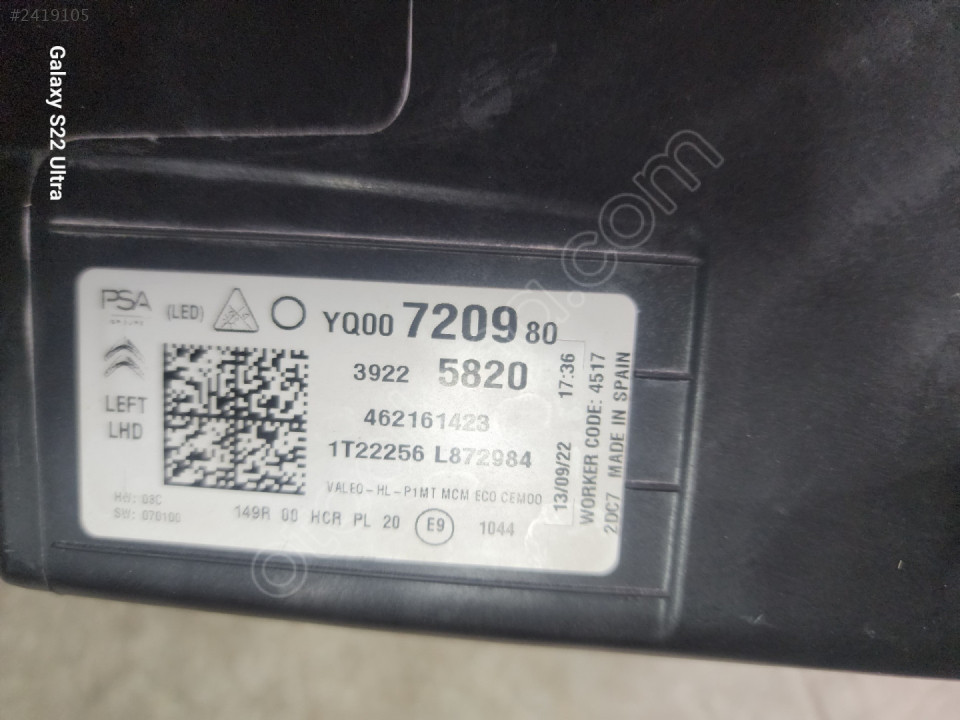 #2419105
Galaxy S22 Ultra
PSA
GROUPE
(LED)
YQ00 7209 80
3922 5820
LEFT
LHD
462161423
1T22256 L872984
VALEO-HL-P1MT MCM ECO CEMOO
HW: 08C
SW: 070100
149R 00 HCR PL 20 E9 1044
13/09/22 17:36
WORKER CODE: 4517
2DC7 MADE IN SPAIN